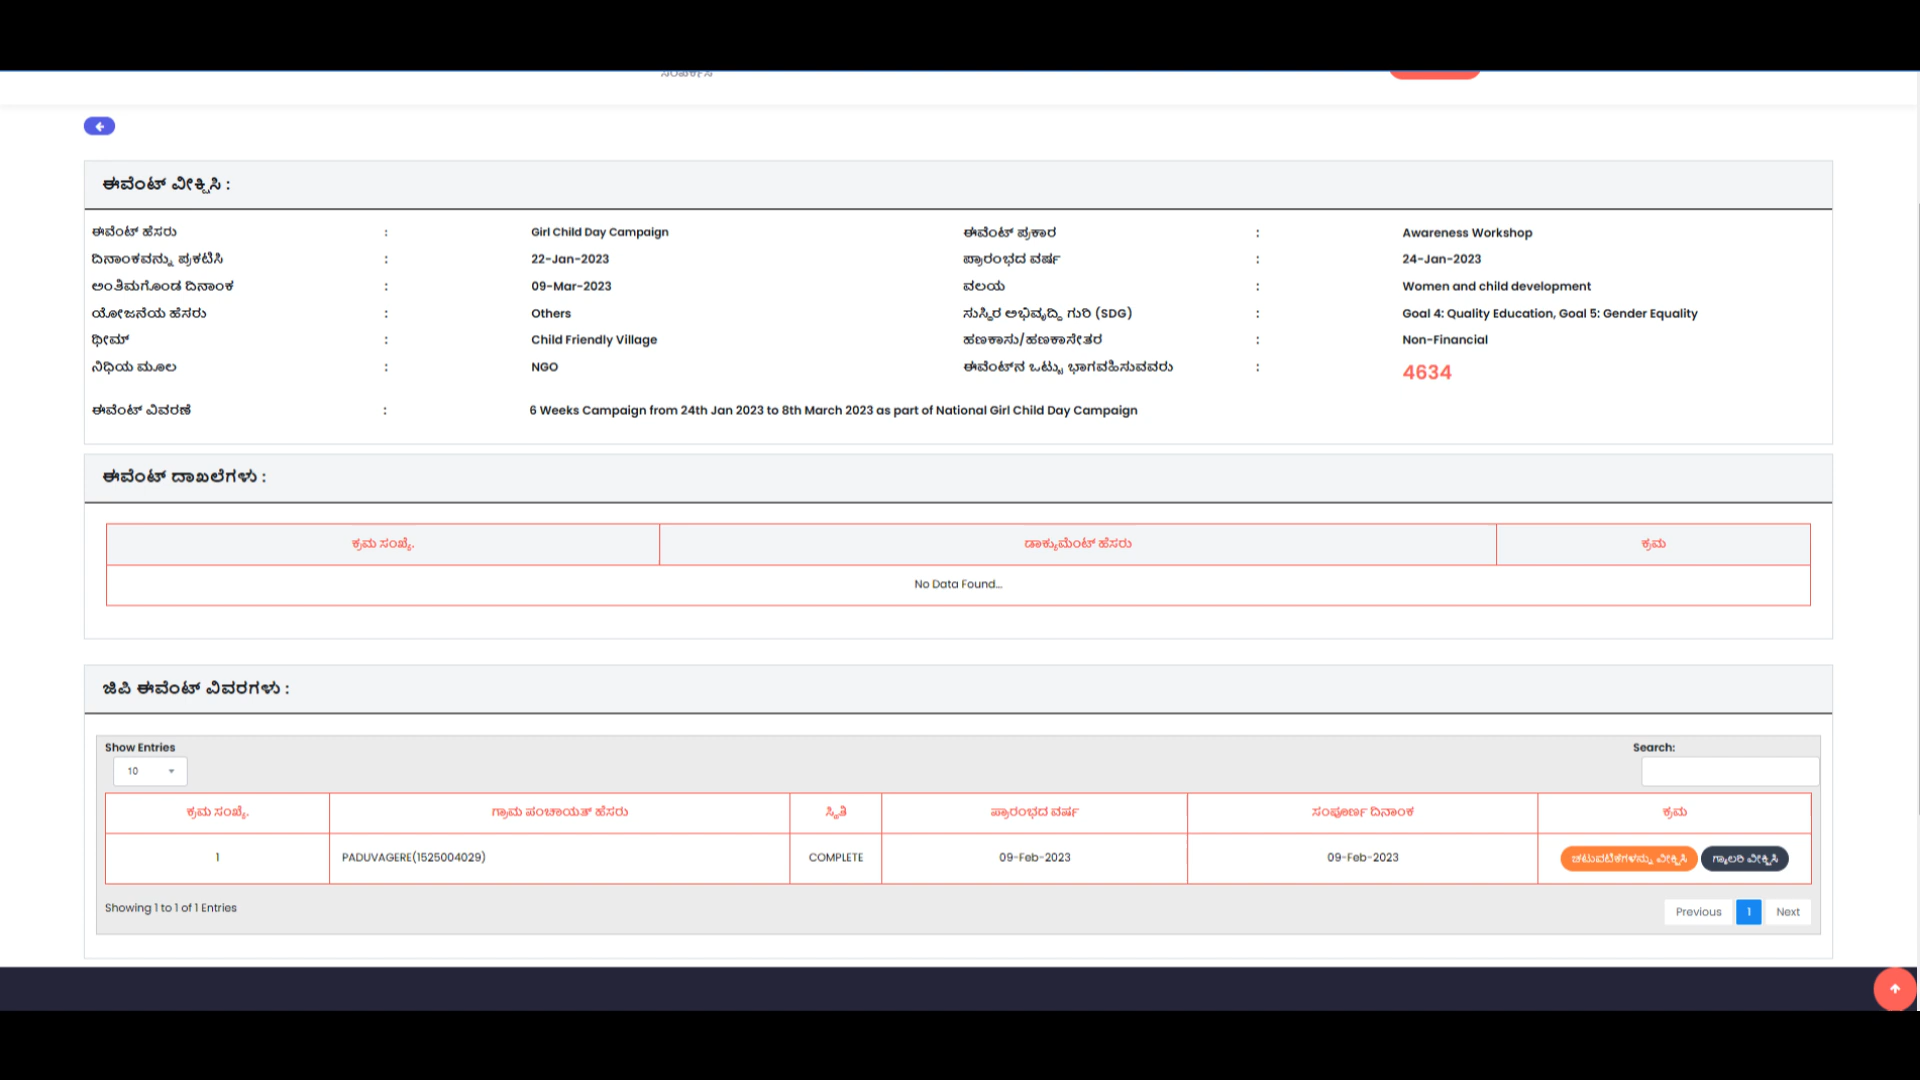 ಈವೆಂಟ್ ವೀಕ್ಷಿಸಿ :
ಈವೆಂಟ್ ಹೆಸರು : Girl Child Day Campaign ಈವೆಂಟ್ ಪ್ರಕಾರ : Awareness Workshop
ದಿನಾಂಕವನ್ನು ಪ್ರಕಟಿಸಿ : 22-Jan-2023 ಪ್ರಾರಂಭದ ವರ್ಷ : 24-Jan-2023
ಅಂತಿಮಗೊಂಡ ದಿನಾಂಕ : 09-Mar-2023 ವಲಯ : Women and child development
ಯೋಜನೆಯ ಹೆಸರು : Others ಸುಸ್ಥಿರ ಅಭಿವೃದ್ಧಿ ಗುರಿ (SDG) : Goal 4: Quality Education, Goal 5: Gender Equality
ಥೀಮ್ : Child Friendly Village ಹಣಕಾಸು/ಹಣಕಾಸೇತರ : Non-Financial
ನಿಧಿಯ ಮೂಲ : NGO ಈವೆಂಟ್‌ನ ಒಟ್ಟು ಭಾಗವಹಿಸುವವರು : 4634
ಈವೆಂಟ್ ವಿವರಣೆ : 6 Weeks Campaign from 24th Jan 2023 to 8th March 2023 as part of National Girl Child Day Campaign
ಈವೆಂಟ್ ದಾಖಲೆಗಳು :
ಕ್ರಮ ಸಂಖ್ಯೆ. ಡಾಕ್ಯುಮೆಂಟ್ ಹೆಸರು ಕ್ರಮ
No Data Found...
ಜಿಪಿ ಈವೆಂಟ್ ವಿವರಗಳು :
Show Entries Search:
10
ಕ್ರಮ ಸಂಖ್ಯೆ. ಗ್ರಾಮ ಪಂಚಾಯತ್ ಹೆಸರು ಸ್ಥಿತಿ ಪ್ರಾರಂಭದ ವರ್ಷ ಸಂಪೂರ್ಣ ದಿನಾಂಕ ಕ್ರಮ
1 PADUVAGERE(1525004029) COMPLETE 09-Feb-2023 09-Feb-2023 ಚಟುವಟಿಕೆಗಳನ್ನು ವೀಕ್ಷಿಸಿ ಗ್ಯಾಲರಿ ವೀಕ್ಷಿಸಿ
Showing 1 to 1 of 1 Entries
Previous 1 Next